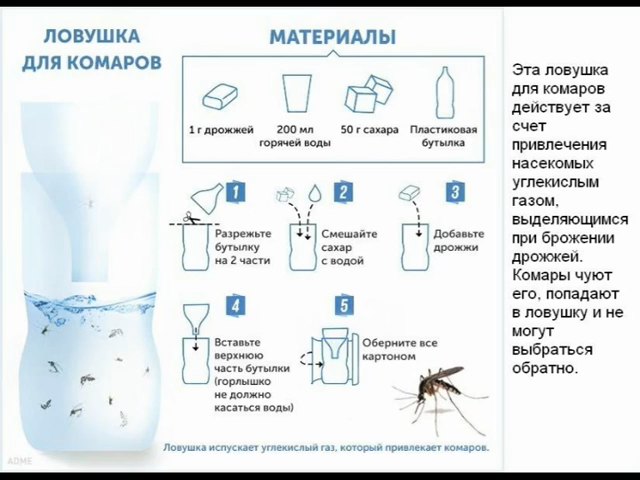 ЛОВУШКА
ДЛЯ КОМАРОВ
МАТЕРИАЛЫ
1 г дрожжей
200 мл
горячей воды
50 г сахара
Пластиковая
бутылка
1
Разрежьте
бутылку
на 2 части
2
Смешайте
сахар
с водой
3
Добавьте
дрожжи
4
Вставьте
верхнюю
часть бутылки
(горлышко
не должно
касаться воды)
5
Оберните все
картоном
Ловушка испускает углекислый газ, который привлекает комаров.
ADME
Эта ловушка
для комаров
действует за
счет
привлечения
насекомых
углекислым
газом,
выделяющимся
при брожении
дрожжей.
Комары чуют
его, попадают
в ловушку и не
могут
выбраться
обратно.